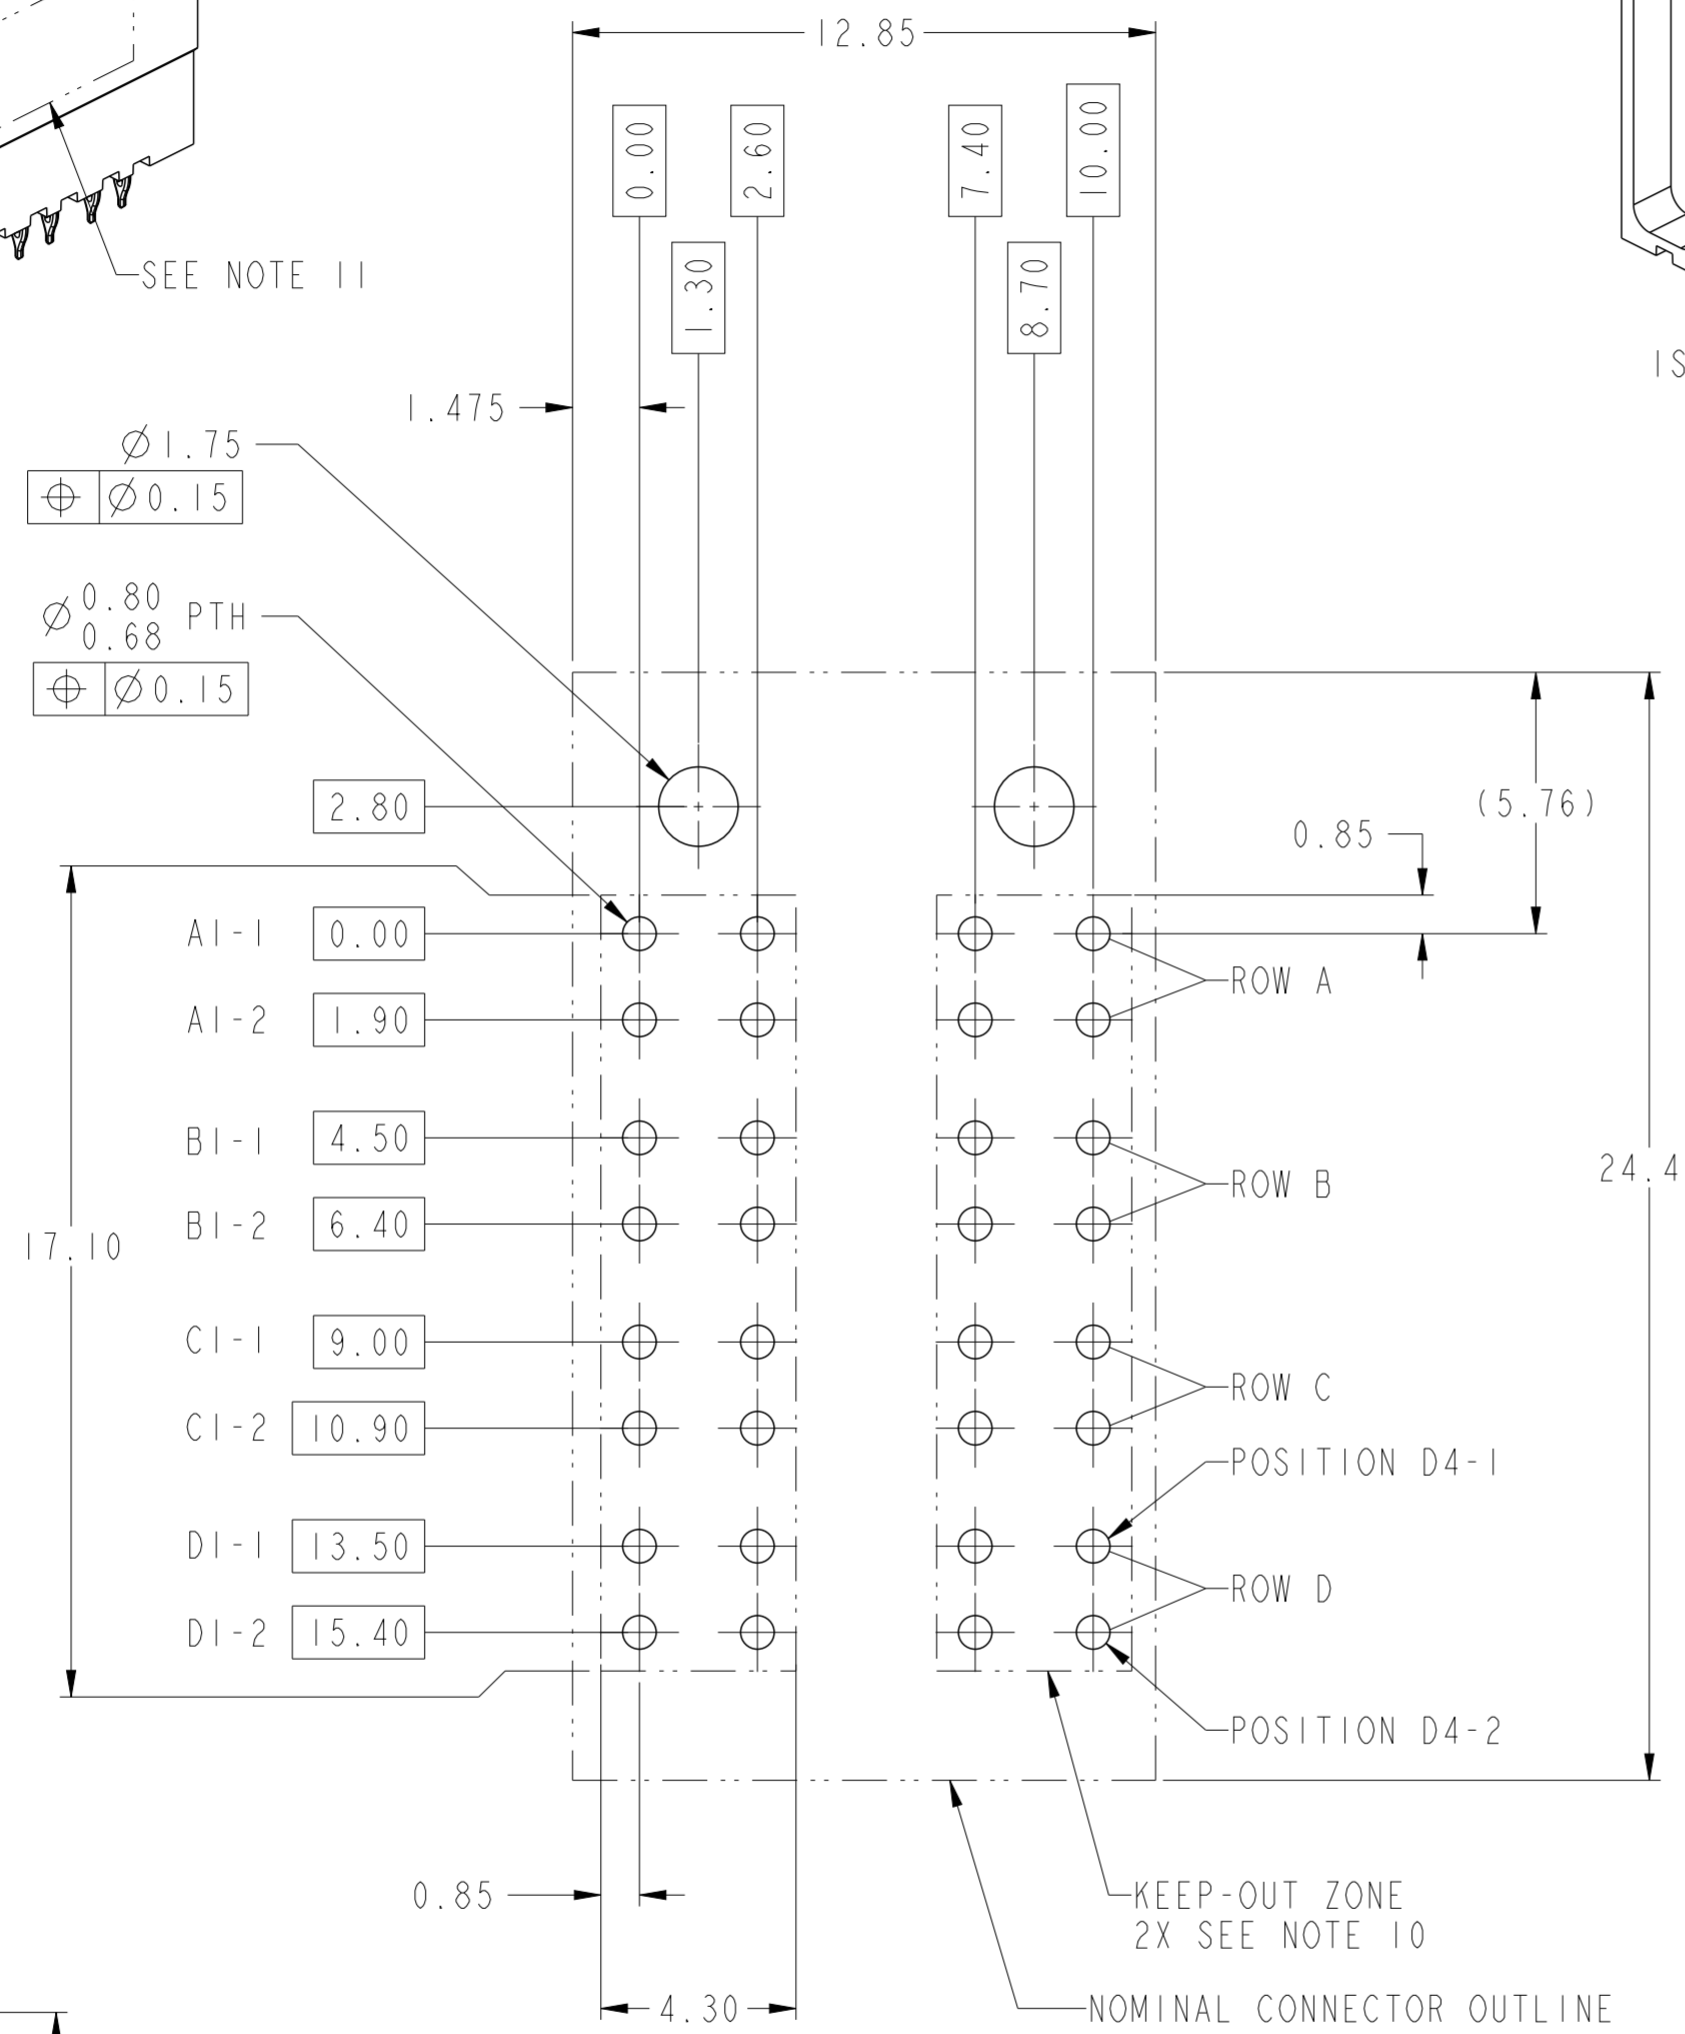 12.85
0.00
2.60
7.40
10.00
1.30
8.70
SEE NOTE 11
IS
1.475
Ø1.75
⌖ Ø0.15
Ø 0.80
0.68 PTH
⌖ Ø0.15
2.80
(5.76)
0.85
A1-1 0.00
ROW A
A1-2 1.90
B1-1 4.50
ROW B
B1-2 6.40
24.4
17.10
C1-1 9.00
ROW C
C1-2 10.90
POSITION D4-1
D1-1 13.50
ROW D
D1-2 15.40
POSITION D4-2
0.85
KEEP-OUT ZONE
2X SEE NOTE 10
4.30
NOMINAL CONNECTOR OUTLINE